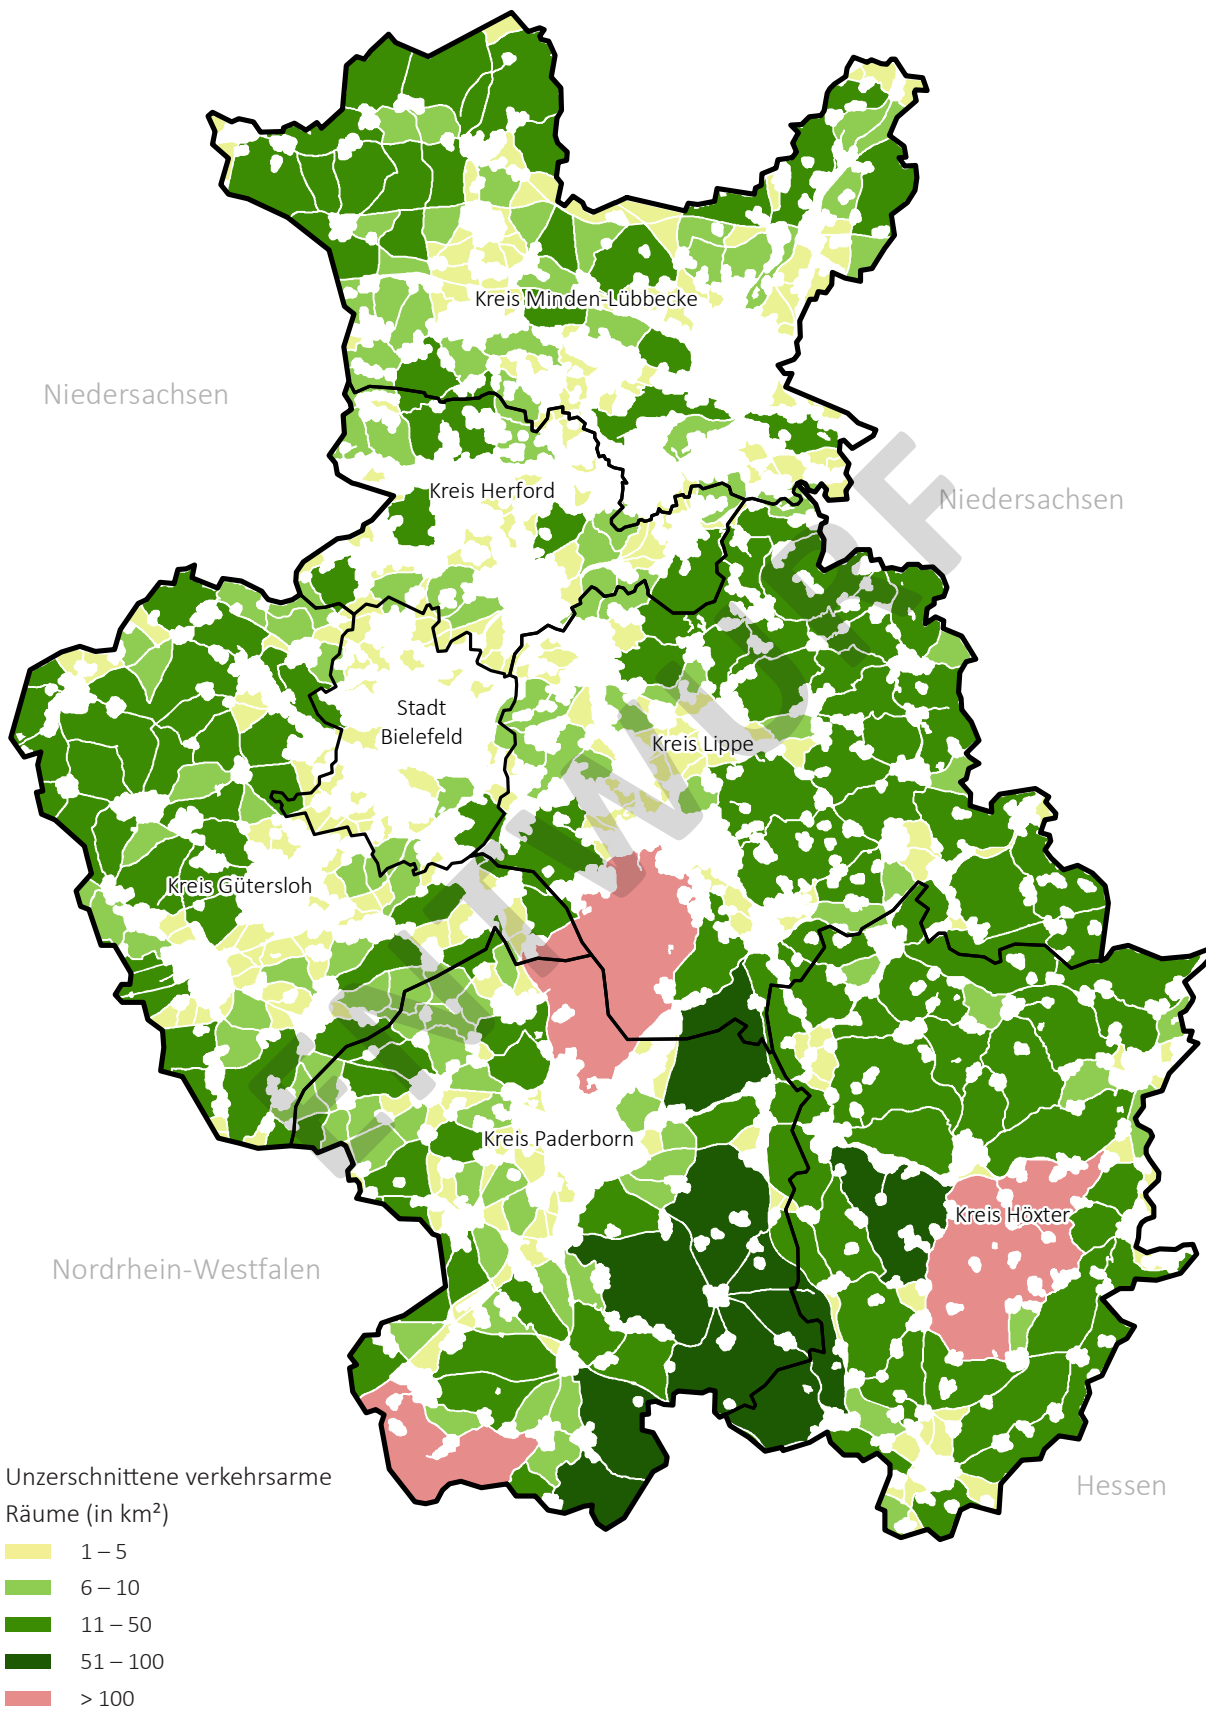 Kreis Minden-Lübbecke
Niedersachsen
Kreis Herford
Niedersachsen
Stadt
Bielefeld
Kreis Lippe
Kreis Gütersloh
Kreis Paderborn
Kreis Höxter
Nordrhein-Westfalen
Hessen
ENTWURF
Unzerschnittene verkehrsarme
Räume (in km²)
1 – 5
6 – 10
11 – 50
51 – 100
> 100